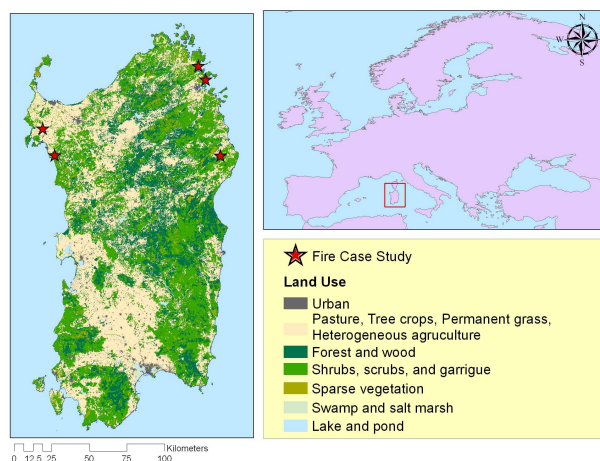 N
W
S
Fire Case Study
Land Use
Urban
Pasture, Tree crops, Permanent grass,
Heterogeneous agruculture
Forest and wood
Shrubs, scrubs, and garrigue
Sparse vegetation
Swamp and salt marsh
Lake and pond
Kilometers
0 12.5 25 50 75 100